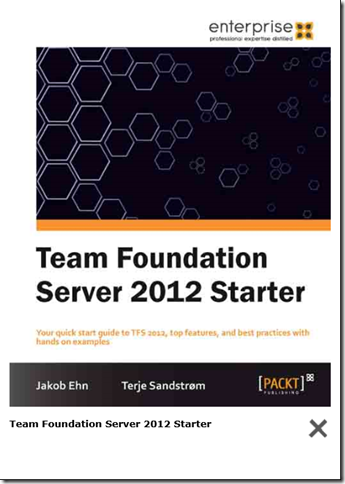 enterprise
professional expertise distilled
Team Foundation
Server 2012 Starter
Your quick start guide to TFS 2012, top features, and best practices with
hands on examples
Jakob Ehn Terje Sandstrøm
[PACKT]
PUBLISHING
Team Foundation Server 2012 Starter